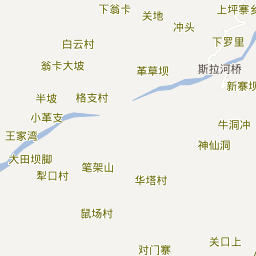 下翁卡
关地
上坪寨乡
冲头
白云村
下罗里
翁卡大坡
革草坝
斯拉河桥
新寨坝
半坡
格支村
小革支
牛洞冲
王家湾
神仙洞
大田坝脚
笔架山
犁口村
华塔村
鼠场村
关口上
对门寨